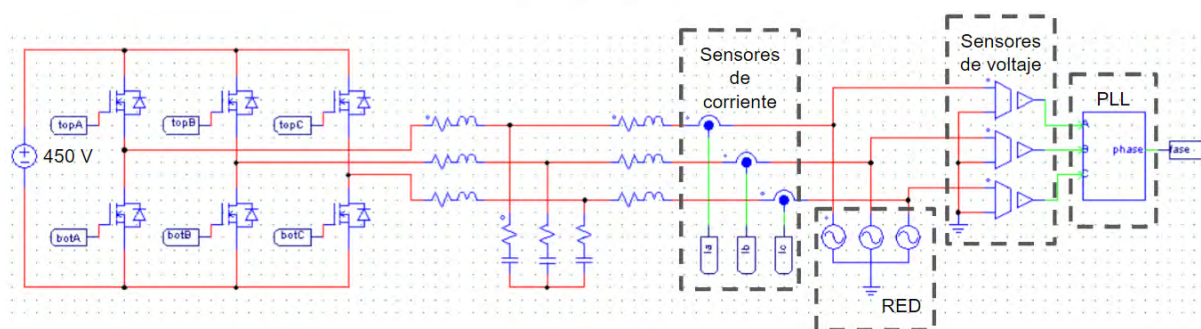 Sensores
de
corriente
Sensores
de voltaje
PLL
topA
topB
topC
450 V
A
B
C
phase
fase
botA
botB
botC
Ia
Ib
Ic
RED